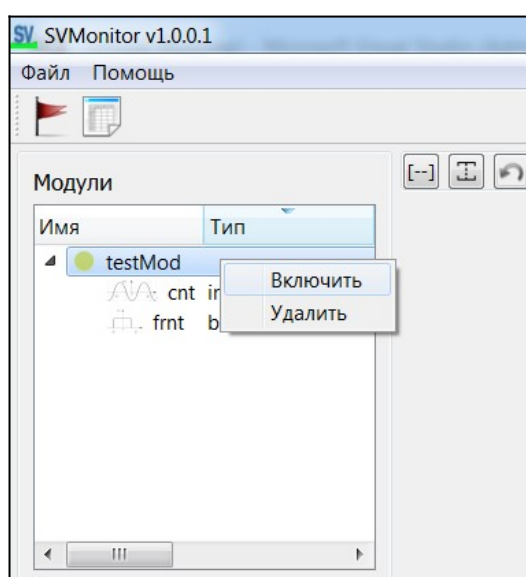 SV SVMonitor v1.0.0.1
Файл Помощь
[--]
Модули
Имя Тип
testMod
Включить
cnt
Удалить
frnt